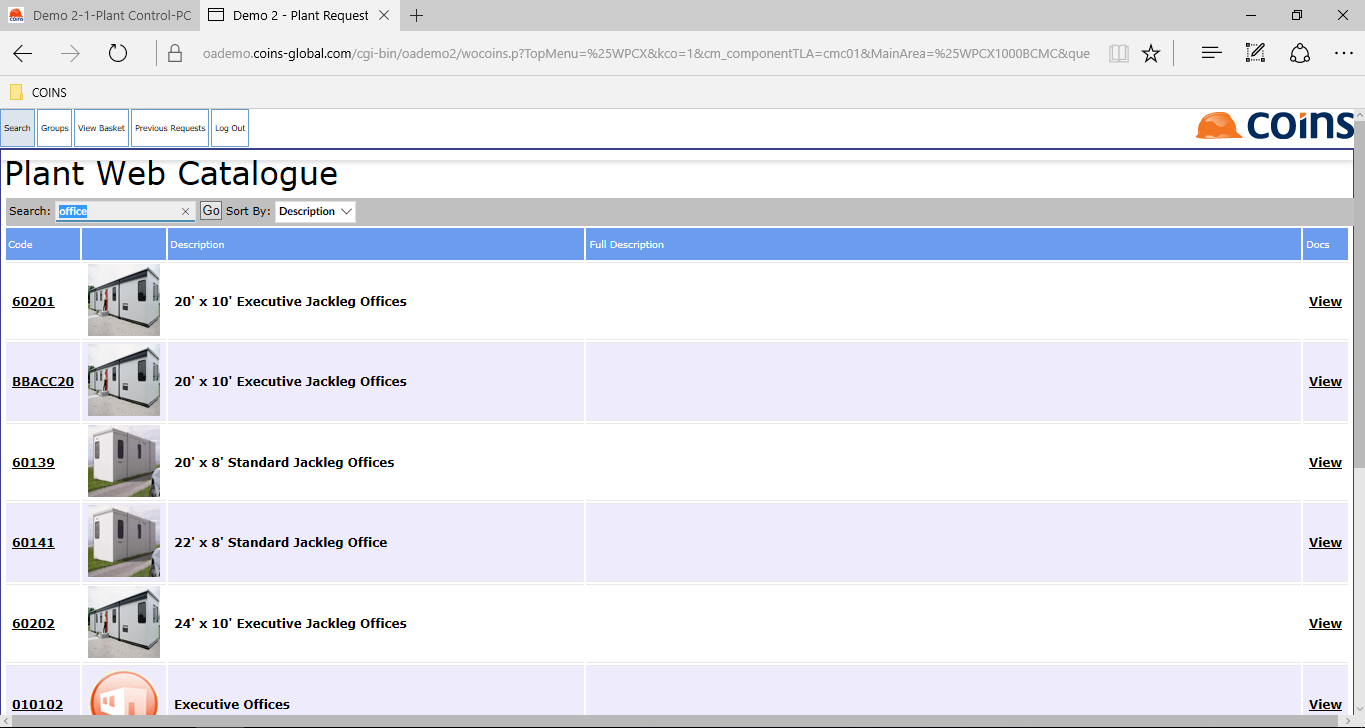 Demo 2-1-Plant Control-PC
Demo 2 - Plant Request
oademo.coins-global.com/cgi-bin/oademo2/wocoins.p?TopMenu=%25WPCX&kco=1&cm_componentTLA=cmc01&MainArea=%25WPCX1000BCMC&que
COINS
Search Groups View Basket Previous Requests Log Out
coins
Plant Web Catalogue
Search: office Go Sort By: Description
Code Description Full Description Docs
60201 20' x 10' Executive Jackleg Offices View
BBACC20 20' x 10' Executive Jackleg Offices View
60139 20' x 8' Standard Jackleg Offices View
60141 22' x 8' Standard Jackleg Office View
60202 24' x 10' Executive Jackleg Offices View
010102 Executive Offices View